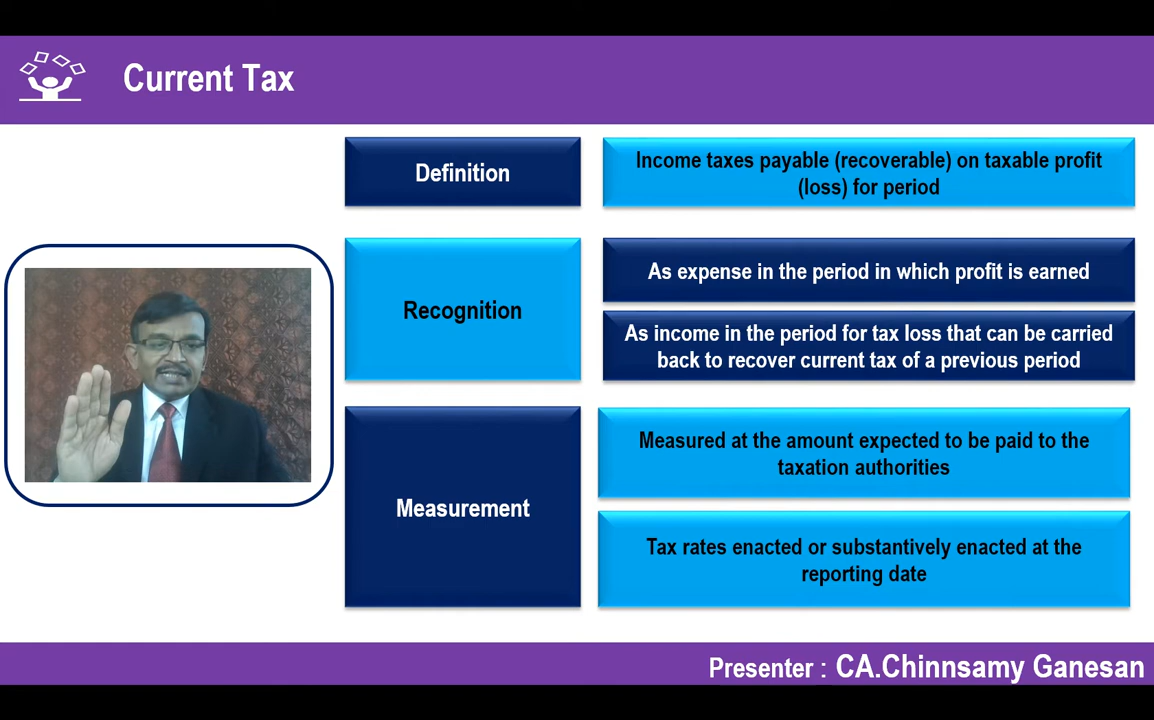 Current Tax
Definition
Income taxes payable (recoverable) on taxable profit
(loss) for period
Recognition
As expense in the period in which profit is earned
As income in the period for tax loss that can be carried
back to recover current tax of a previous period
Measurement
Measured at the amount expected to be paid to the
taxation authorities
Tax rates enacted or substantively enacted at the
reporting date
Presenter : CA.Chinnsamy Ganesan